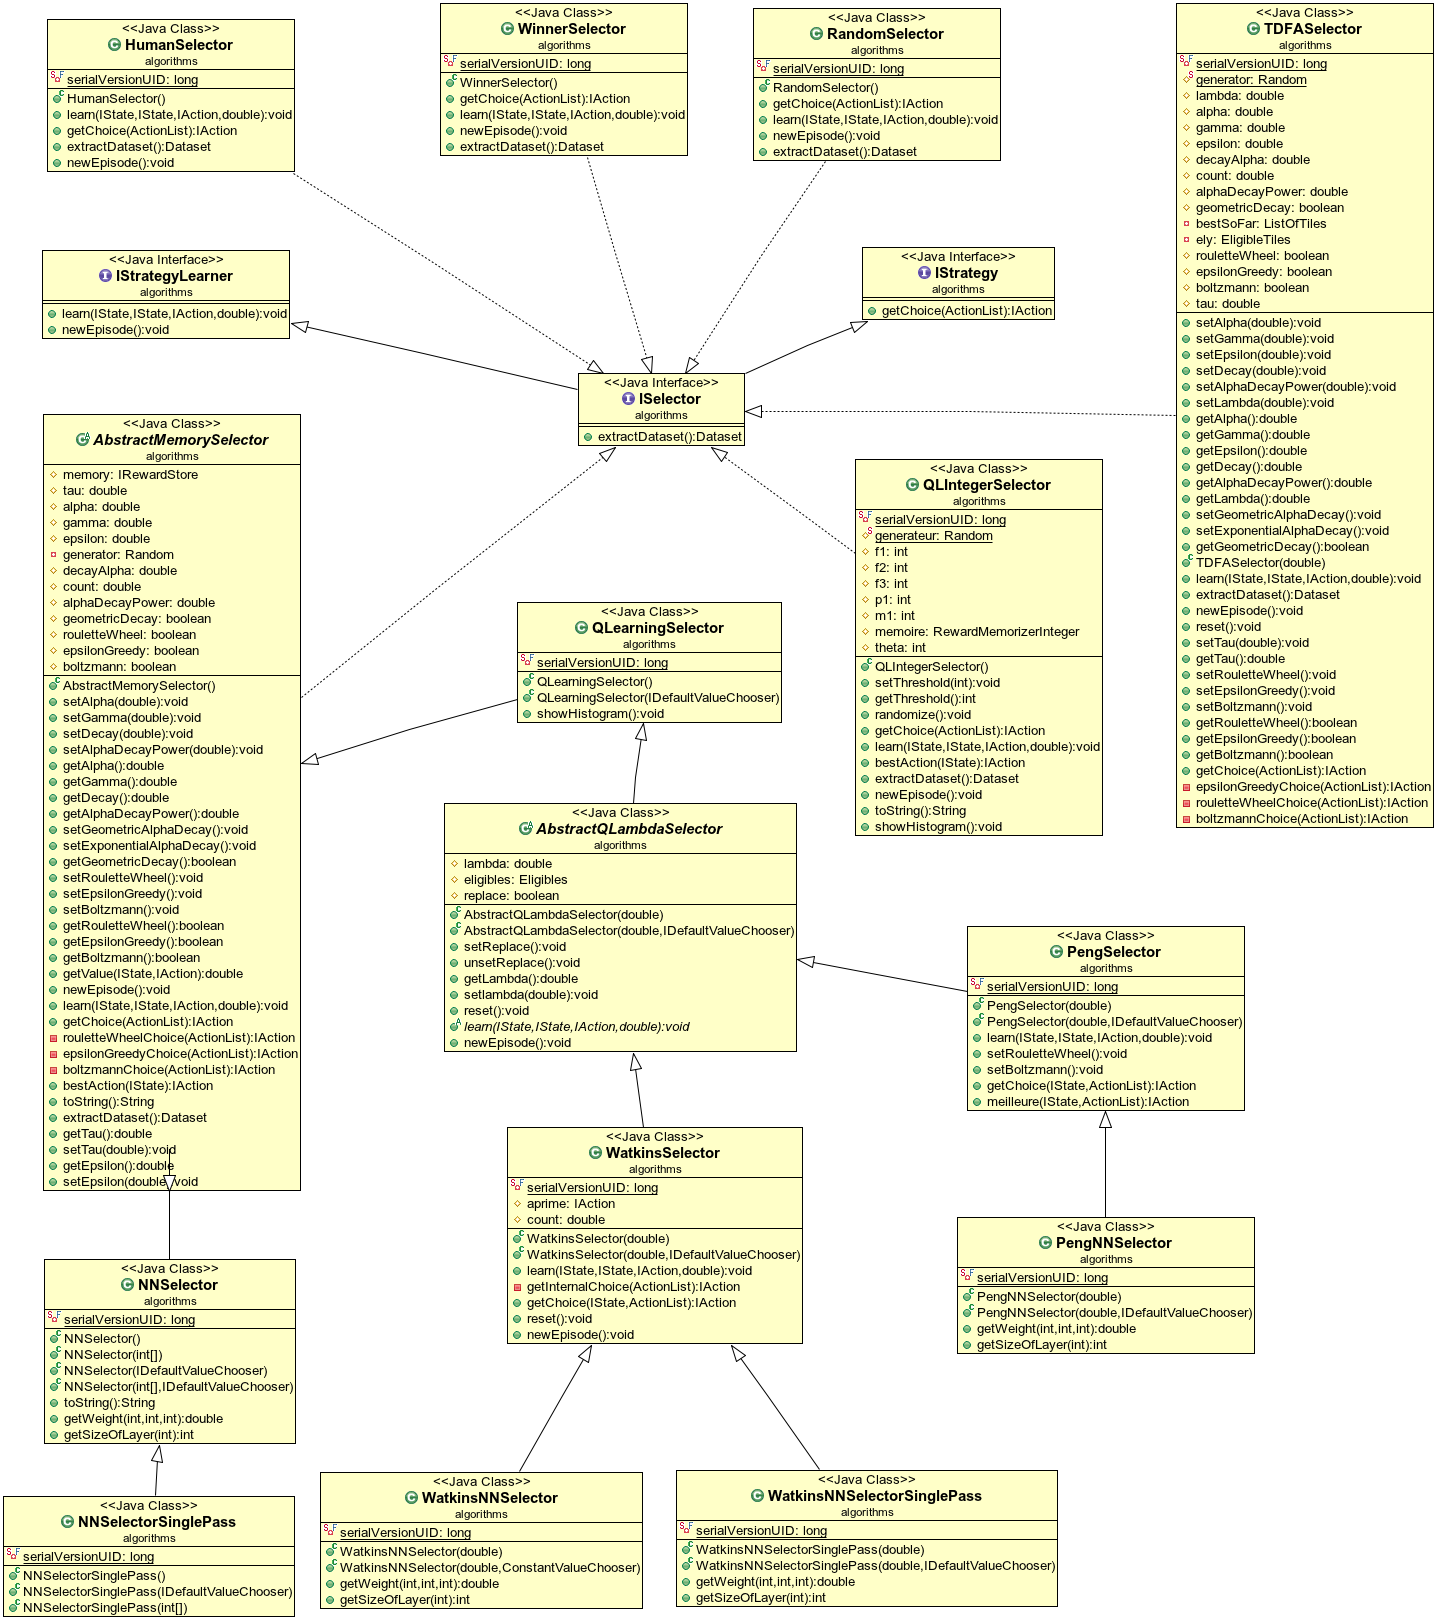 <<Java Class>>
HumanSelector
algorithms
serialVersionUID: long
HumanSelector()
learn(IState,IState,IAction,double):void
getChoice(ActionList):IAction
extractDataset():Dataset
newEpisode():void
<<Java Class>>
WinnerSelector
algorithms
serialVersionUID: long
WinnerSelector()
getChoice(ActionList):IAction
learn(IState,IState,IAction,double):void
newEpisode():void
extractDataset():Dataset
<<Java Class>>
RandomSelector
algorithms
serialVersionUID: long
RandomSelector()
getChoice(ActionList):IAction
learn(IState,IState,IAction,double):void
newEpisode():void
extractDataset():Dataset
<<Java Class>>
TDFASelector
algorithms
serialVersionUID: long
generator: Random
lambda: double
alpha: double
gamma: double
epsilon: double
decayAlpha: double
count: double
alphaDecayPower: double
geometricDecay: boolean
bestSoFar: ListOfTiles
ely: EligibleTiles
rouletteWheel: boolean
epsilonGreedy: boolean
boltzmann: boolean
tau: double
setAlpha(double):void
setGamma(double):void
setEpsilon(double):void
setDecay(double):void
setAlphaDecayPower(double):void
setLambda(double):void
getAlpha():double
getGamma():double
getEpsilon():double
getDecay():double
getAlphaDecayPower():double
getLambda():double
setGeometricAlphaDecay():void
setExponentialAlphaDecay():void
getGeometricDecay():boolean
TDFASelector(double)
learn(IState,IState,IAction,double):void
extractDataset():Dataset
newEpisode():void
reset():void
setTau(double):void
getTau():double
setRouletteWheel():void
setEpsilonGreedy():void
setBoltzmann():void
getRouletteWheel():boolean
getEpsilonGreedy():boolean
getBoltzmann():boolean
getChoice(ActionList):IAction
epsilonGreedyChoice(ActionList):IAction
rouletteWheelChoice(ActionList):IAction
boltzmannChoice(ActionList):IAction
<<Java Interface>>
IStrategyLearner
algorithms
learn(IState,IState,IAction,double):void
newEpisode():void
<<Java Interface>>
IStrategy
algorithms
getChoice(ActionList):IAction
<<Java Interface>>
ISelector
algorithms
extractDataset():Dataset
<<Java Class>>
AbstractMemorySelector
algorithms
memory: IRewardStore
tau: double
alpha: double
gamma: double
epsilon: double
generator: Random
decayAlpha: double
count: double
alphaDecayPower: double
geometricDecay: boolean
rouletteWheel: boolean
epsilonGreedy: boolean
boltzmann: boolean
AbstractMemorySelector()
setAlpha(double):void
setGamma(double):void
setDecay(double):void
setAlphaDecayPower(double):void
getAlpha():double
getGamma():double
getDecay():double
getAlphaDecayPower():double
setGeometricAlphaDecay():void
setExponentialAlphaDecay():void
getGeometricDecay():boolean
setRouletteWheel():void
setEpsilonGreedy():void
setBoltzmann():void
getRouletteWheel():boolean
getEpsilonGreedy():boolean
getBoltzmann():boolean
getValue(IState,IAction):double
newEpisode():void
learn(IState,IState,IAction,double):void
getChoice(ActionList):IAction
rouletteWheelChoice(ActionList):IAction
epsilonGreedyChoice(ActionList):IAction
boltzmannChoice(ActionList):IAction
bestAction(IState):IAction
toString():String
extractDataset():Dataset
getTau():double
setTau(double):void
getEpsilon():double
setEpsilon(double):void
<<Java Class>>
QLIntegerSelector
algorithms
serialVersionUID: long
generateur: Random
f1: int
f2: int
f3: int
p1: int
m1: int
memoire: RewardMemorizerInteger
theta: int
QLIntegerSelector()
setThreshold(int):void
getThreshold():int
randomize():void
getChoice(ActionList):IAction
learn(IState,IState,IAction,double):void
bestAction(IState):IAction
extractDataset():Dataset
newEpisode():void
toString():String
showHistogram():void
<<Java Class>>
QLearningSelector
algorithms
serialVersionUID: long
QLearningSelector()
QLearningSelector(IDefaultValueChooser)
showHistogram():void
<<Java Class>>
AbstractQLambdaSelector
algorithms
lambda: double
eligibles: Eligibles
replace: boolean
AbstractQLambdaSelector(double)
AbstractQLambdaSelector(double,IDefaultValueChooser)
setReplace():void
unsetReplace():void
getLambda():double
setlambda(double):void
reset():void
learn(IState,IState,IAction,double):void
newEpisode():void
<<Java Class>>
PengSelector
algorithms
serialVersionUID: long
PengSelector(double)
PengSelector(double,IDefaultValueChooser)
learn(IState,IState,IAction,double):void
setRouletteWheel():void
setBoltzmann():void
getChoice(IState,ActionList):IAction
meilleure(IState,ActionList):IAction
<<Java Class>>
WatkinsSelector
algorithms
serialVersionUID: long
aprime: IAction
count: double
WatkinsSelector(double)
WatkinsSelector(double,IDefaultValueChooser)
learn(IState,IState,IAction,double):void
getInternalChoice(ActionList):IAction
getChoice(IState,ActionList):IAction
reset():void
newEpisode():void
<<Java Class>>
PengNNSelector
algorithms
serialVersionUID: long
PengNNSelector(double)
PengNNSelector(double,IDefaultValueChooser)
getWeight(int,int,int):double
getSizeOfLayer(int):int
<<Java Class>>
NNSelector
algorithms
serialVersionUID: long
NNSelector()
NNSelector(int[])
NNSelector(IDefaultValueChooser)
NNSelector(int[],IDefaultValueChooser)
toString():String
getWeight(int,int,int):double
getSizeOfLayer(int):int
<<Java Class>>
NNSelectorSinglePass
algorithms
serialVersionUID: long
NNSelectorSinglePass()
NNSelectorSinglePass(IDefaultValueChooser)
NNSelectorSinglePass(int[])
<<Java Class>>
WatkinsNNSelector
algorithms
serialVersionUID: long
WatkinsNNSelector(double)
WatkinsNNSelector(double,ConstantValueChooser)
getWeight(int,int,int):double
getSizeOfLayer(int):int
<<Java Class>>
WatkinsNNSelectorSinglePass
algorithms
serialVersionUID: long
WatkinsNNSelectorSinglePass(double)
WatkinsNNSelectorSinglePass(double,IDefaultValueChooser)
getWeight(int,int,int):double
getSizeOfLayer(int):int